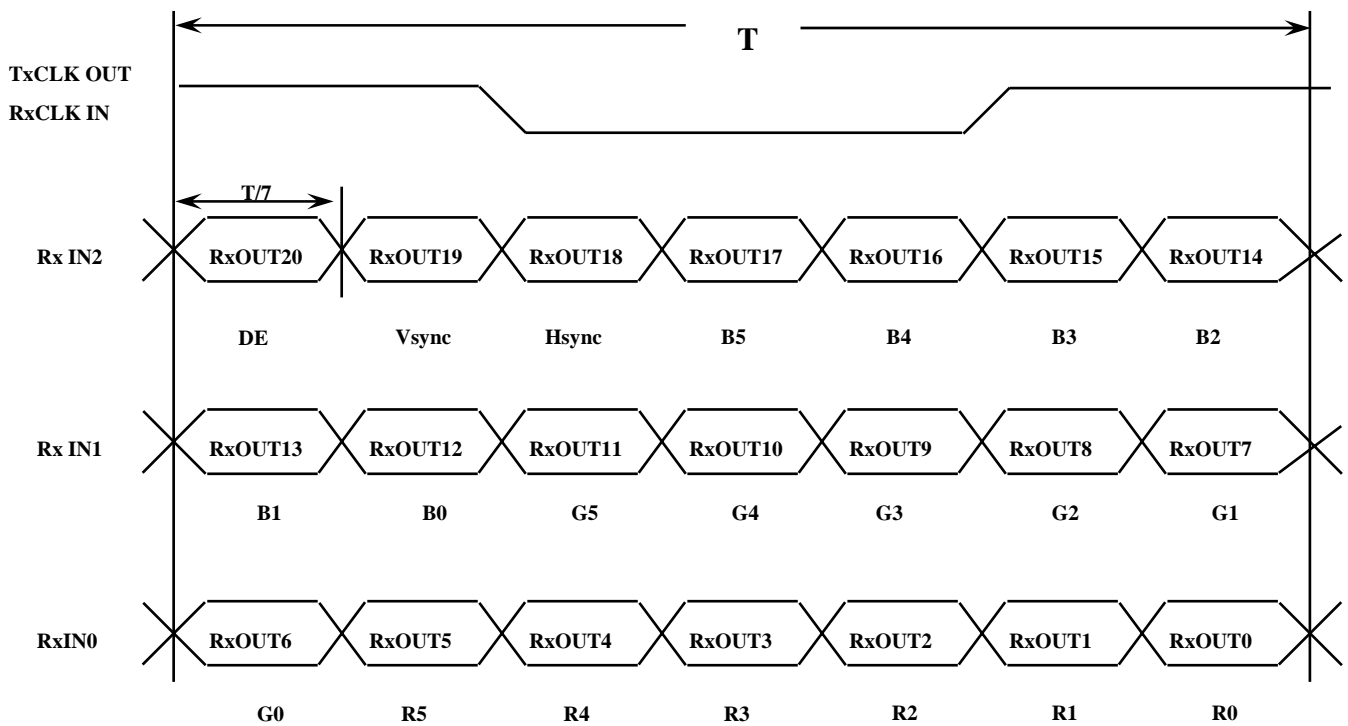 T
TxCLK OUT
RxCLK IN
T/7
Rx IN2 RxOUT20 RxOUT19 RxOUT18 RxOUT17 RxOUT16 RxOUT15 RxOUT14
DE Vsync Hsync B5 B4 B3 B2
Rx IN1 RxOUT13 RxOUT12 RxOUT11 RxOUT10 RxOUT9 RxOUT8 RxOUT7
B1 B0 G5 G4 G3 G2 G1
RxIN0 RxOUT6 RxOUT5 RxOUT4 RxOUT3 RxOUT2 RxOUT1 RxOUT0
G0 R5 R4 R3 R2 R1 R0